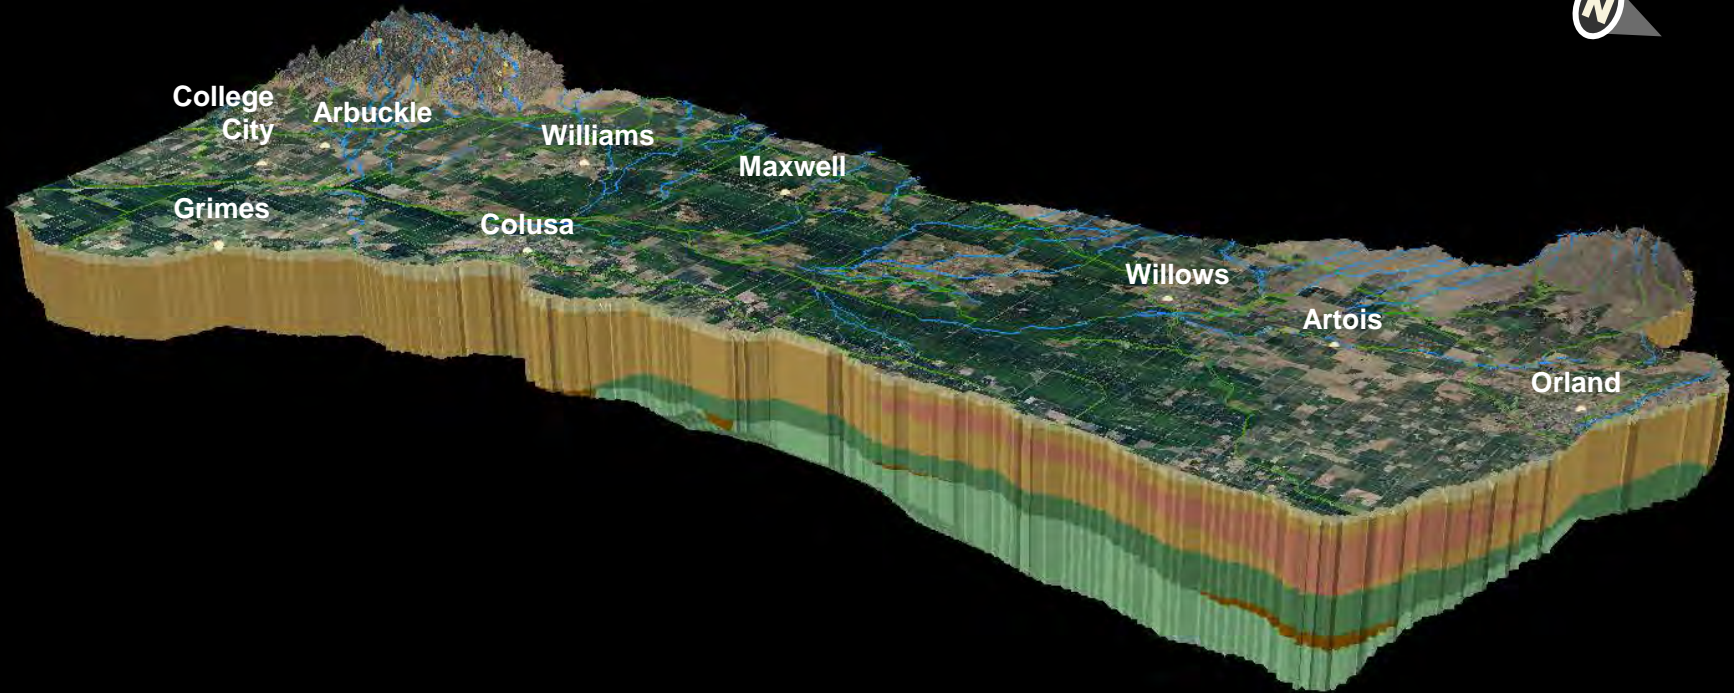 N
College
City
Arbuckle
Williams
Maxwell
Grimes
Colusa
Willows
Artois
Orland